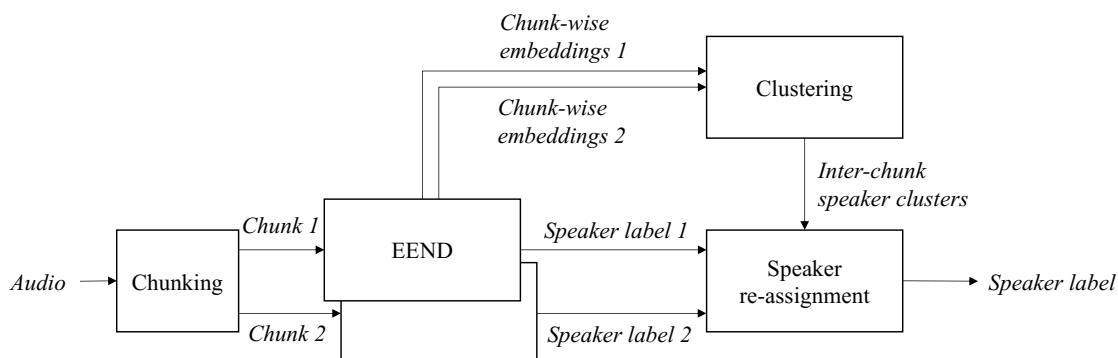 Chunk-wise
embeddings 1
Chunk-wise
embeddings 2
Clustering
Inter-chunk
speaker clusters
Audio
Chunking
Chunk 1
Chunk 2
EEND
Speaker label 1
Speaker label 2
Speaker
re-assignment
Speaker label